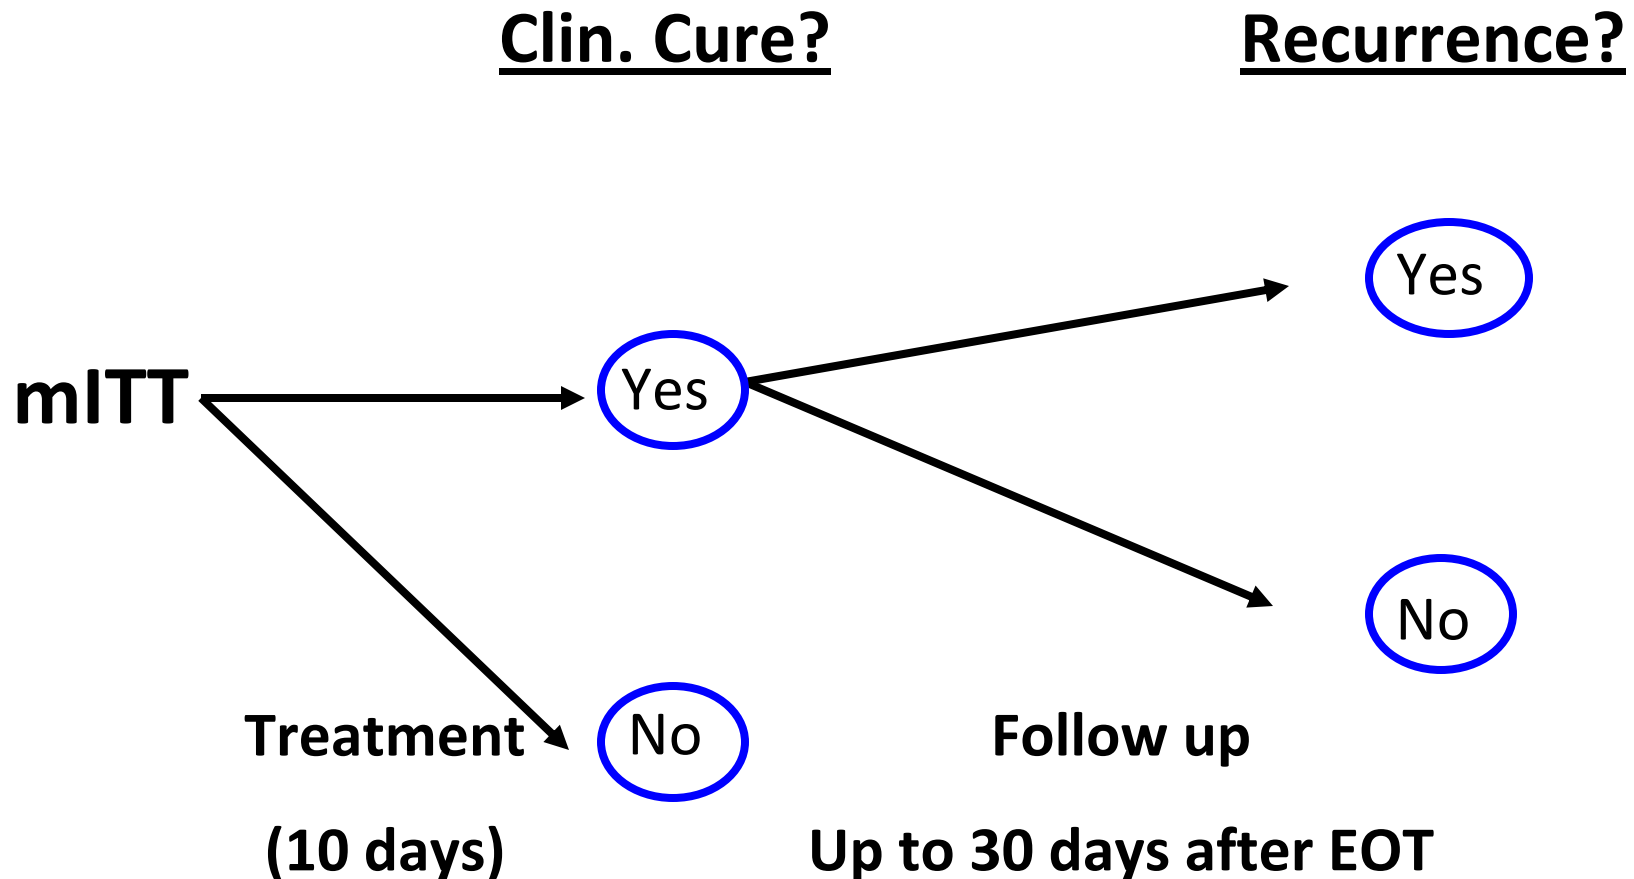 Clin. Cure?
Recurrence?
Yes
mITT
Yes
No
Treatment
No
Follow up
(10 days)
Up to 30 days after EOT